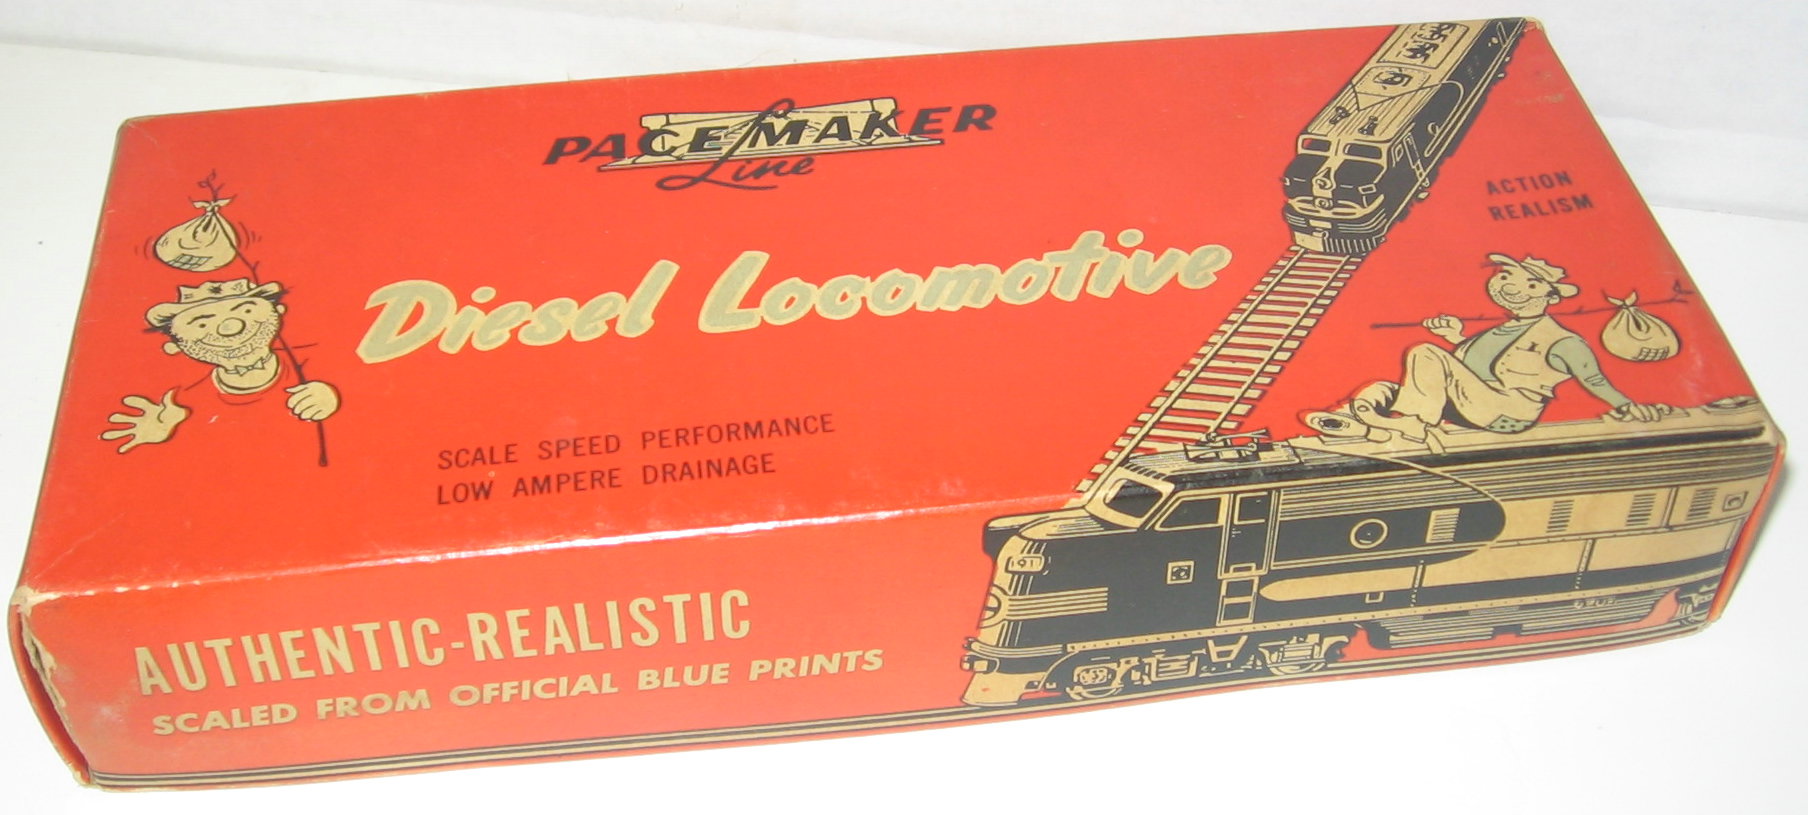 PACEMAKER
Line
Diesel Locomotive
ACTION
REALISM
SCALE SPEED PERFORMANCE
LOW AMPERE DRAINAGE
AUTHENTIC-REALISTIC
SCALED FROM OFFICIAL BLUE PRINTS